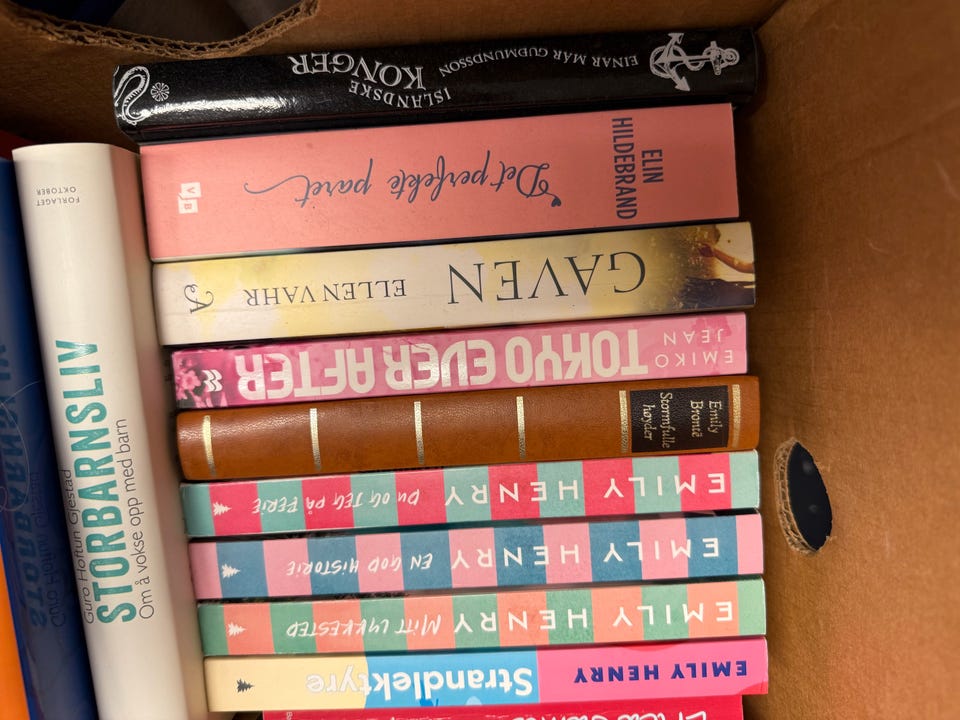 ISLANDSKE
KONGER
EINAR MÁR GUÐMUNDSSON
ELIN
HILDEBRAND
Det perfekte paret
VB
GAVEN
ELLEN VAHR
A
EMIKO
JEAN
TOKYO EVER AFTER
Emily
Brontë
Stormfulle
høyder
EMILY HENRY
DU OG JEG PÅ FERIE
EMILY HENRY
EN GOD HISTORIE
EMILY HENRY
MITT LYKKESTED
EMILY HENRY
Strandlektyre
FORLAGET
OKTOBER
Guro Hoftun Gjestad
STORBARNSLIV
Om å vokse opp med barn